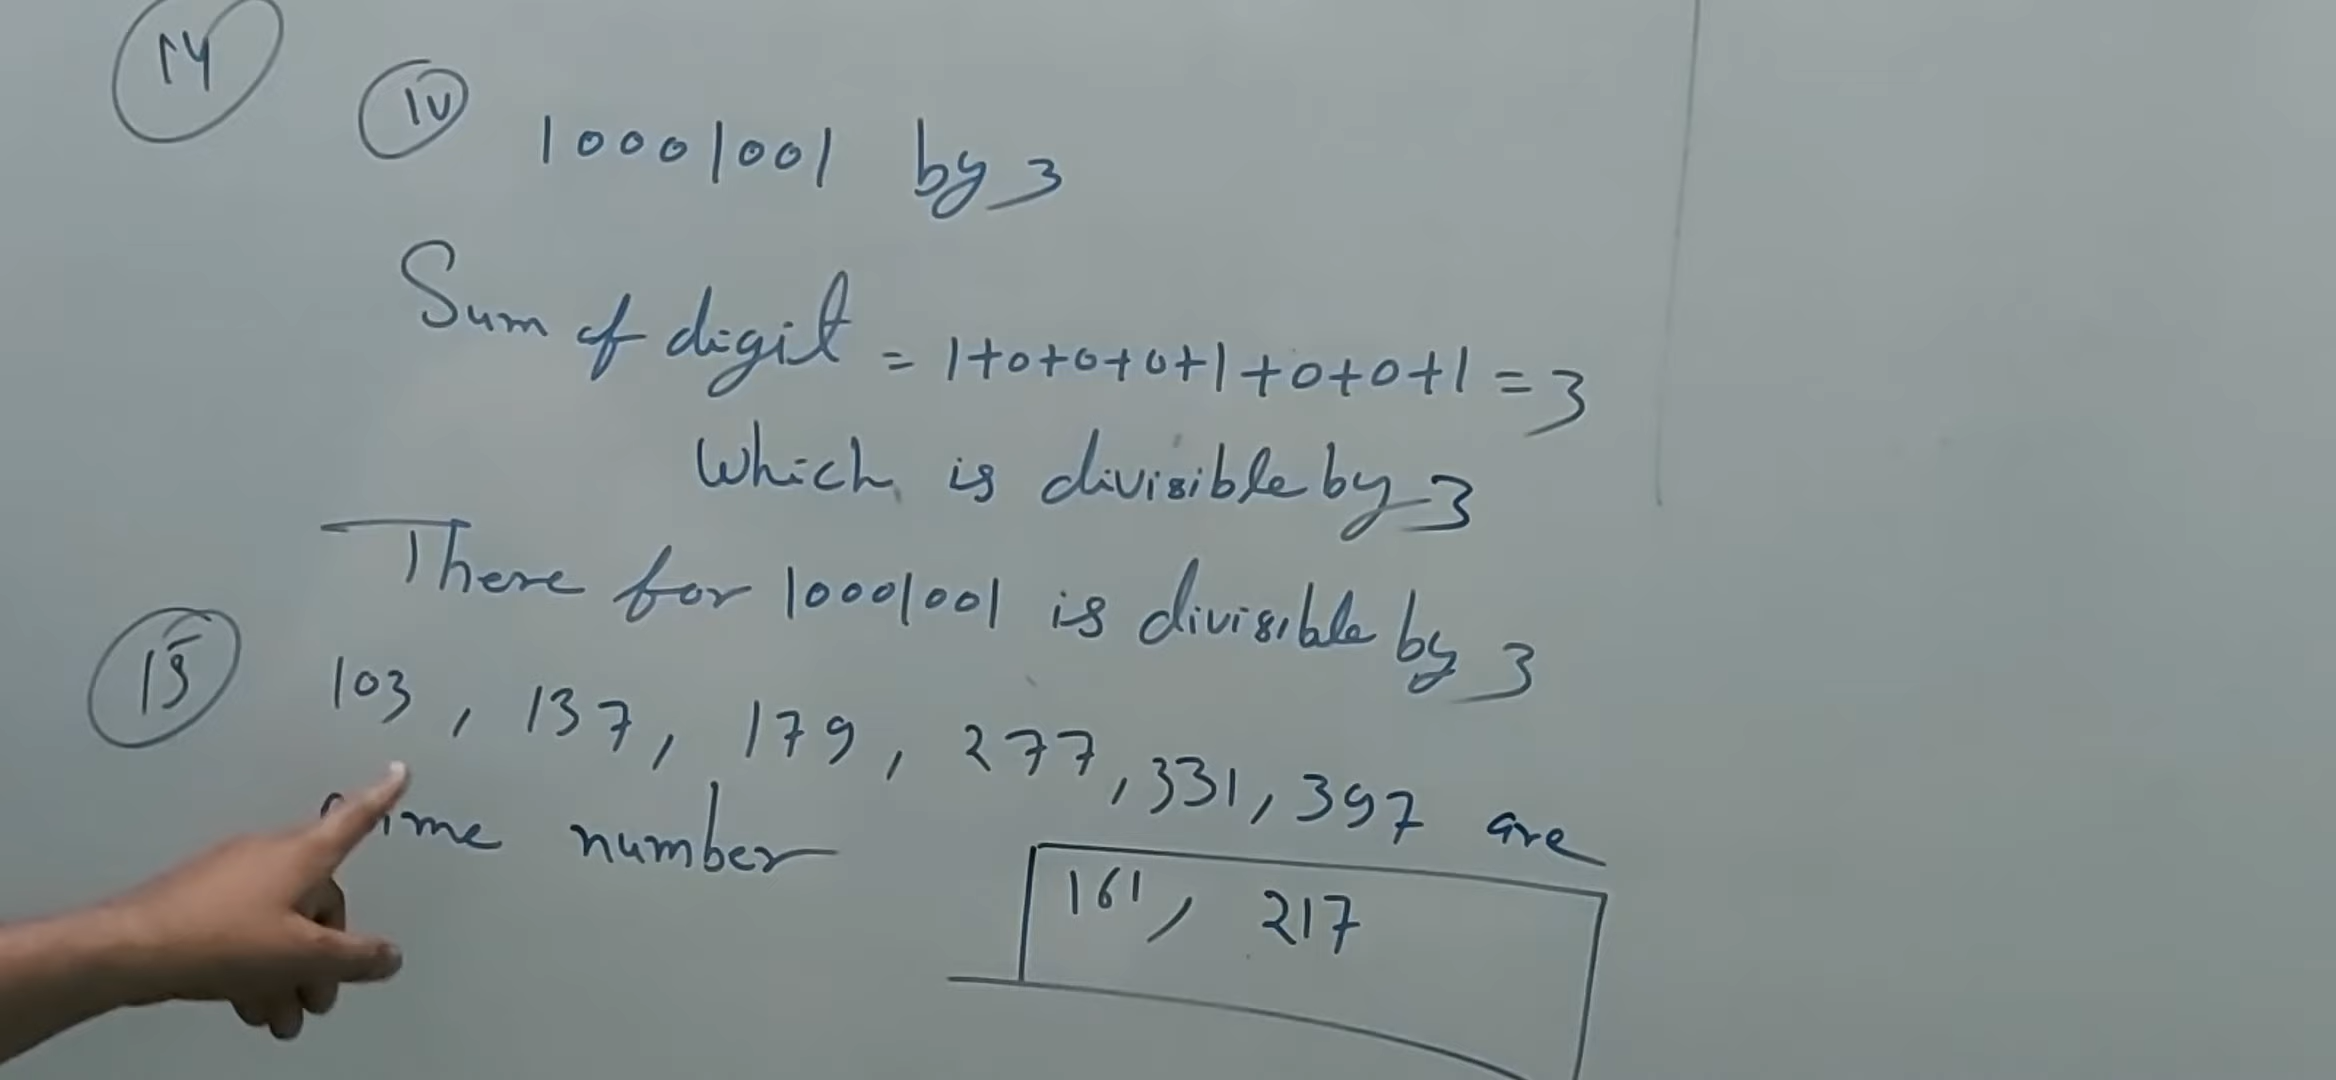 14
iv 10001001 by 3
Sum of digit = 1+0+0+0+1+0+0+1 = 3
Which is divisible by 3
There for 10001001 is divisible by 3
15 103, 137, 179, 277, 331, 397 are
number
161, 217